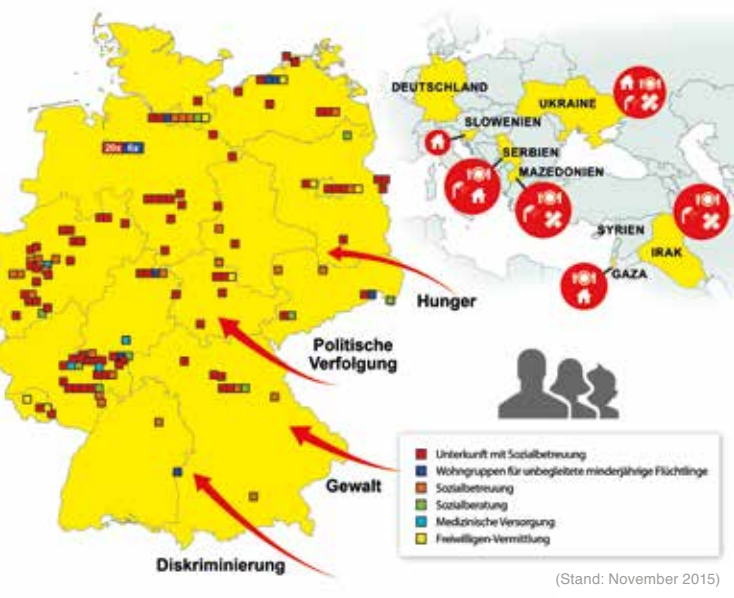 DEUTSCHLAND
UKRAINE
SLOWENIEN
SERBIEN
MAZEDONIEN
SYRIEN
IRAK
GAZA
20x 6x
Hunger
Politische
Verfolgung
Gewalt
Diskriminierung
Unterkunft mit Sozialbetreuung
Wohngruppen für unbegleitete minderjährige Flüchtlinge
Sozialbetreuung
Sozialberatung
Medizinische Versorgung
Freiwilligen-Vermittlung
(Stand: November 2015)